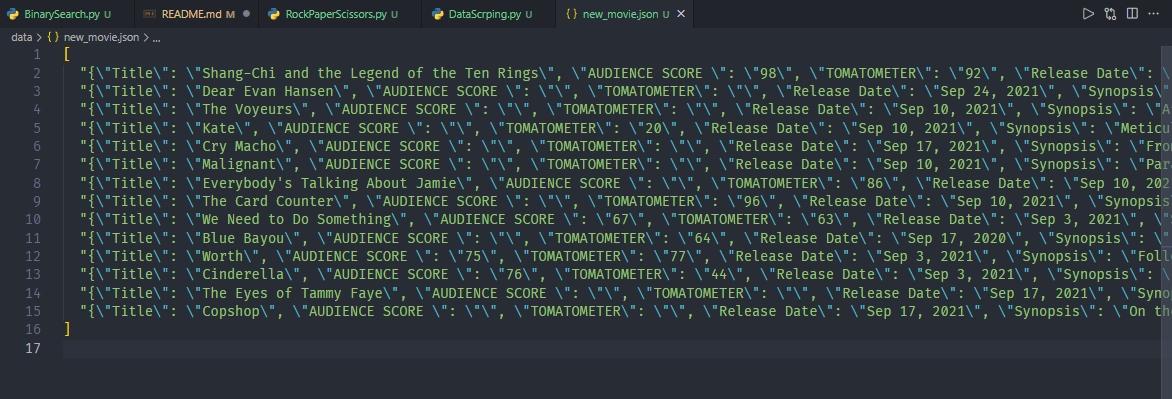 BinarySearch.py U README.md M RockPaperScissors.py U DataScrping.py U new_movie.json U
data > {} new_movie.json > ...
1 [
2 "{\"Title\": \"Shang-Chi and the Legend of the Ten Rings\", \"AUDIENCE SCORE \": \"98\", \"TOMATOMETER\": \"92\", \"Release Date\": \
3 "{\"Title\": \"Dear Evan Hansen\", \"AUDIENCE SCORE \": \"\", \"TOMATOMETER\": \"\", \"Release Date\": \"Sep 24, 2021\", \"Synopsis\"
4 "{\"Title\": \"The Voyeurs\", \"AUDIENCE SCORE \": \"\", \"TOMATOMETER\": \"\", \"Release Date\": \"Sep 10, 2021\", \"Synopsis\": \"A
5 "{\"Title\": \"Kate\", \"AUDIENCE SCORE \": \"\", \"TOMATOMETER\": \"20\", \"Release Date\": \"Sep 10, 2021\", \"Synopsis\": \"Meticu
6 "{\"Title\": \"Cry Macho\", \"AUDIENCE SCORE \": \"\", \"TOMATOMETER\": \"\", \"Release Date\": \"Sep 17, 2021\", \"Synopsis\": \"Fro
7 "{\"Title\": \"Malignant\", \"AUDIENCE SCORE \": \"\", \"TOMATOMETER\": \"\", \"Release Date\": \"Sep 10, 2021\", \"Synopsis\": \"Par
8 "{\"Title\": \"Everybody's Talking About Jamie\", \"AUDIENCE SCORE \": \"\", \"TOMATOMETER\": \"86\", \"Release Date\": \"Sep 10, 202
9 "{\"Title\": \"The Card Counter\", \"AUDIENCE SCORE \": \"\", \"TOMATOMETER\": \"96\", \"Release Date\": \"Sep 10, 2021\", \"Synopsis
10 "{\"Title\": \"We Need to Do Something\", \"AUDIENCE SCORE \": \"67\", \"TOMATOMETER\": \"63\", \"Release Date\": \"Sep 3, 2021\", \"
11 "{\"Title\": \"Blue Bayou\", \"AUDIENCE SCORE \": \"\", \"TOMATOMETER\": \"64\", \"Release Date\": \"Sep 17, 2020\", \"Synopsis\": \"
12 "{\"Title\": \"Worth\", \"AUDIENCE SCORE \": \"75\", \"TOMATOMETER\": \"77\", \"Release Date\": \"Sep 3, 2021\", \"Synopsis\": \"Follo
13 "{\"Title\": \"Cinderella\", \"AUDIENCE SCORE \": \"76\", \"TOMATOMETER\": \"44\", \"Release Date\": \"Sep 3, 2021\", \"Synopsis\": \
14 "{\"Title\": \"The Eyes of Tammy Faye\", \"AUDIENCE SCORE \": \"\", \"TOMATOMETER\": \"\", \"Release Date\": \"Sep 17, 2021\", \"Syno
15 "{\"Title\": \"Copshop\", \"AUDIENCE SCORE \": \"\", \"TOMATOMETER\": \"\", \"Release Date\": \"Sep 17, 2021\", \"Synopsis\": \"On th
16 ]
17